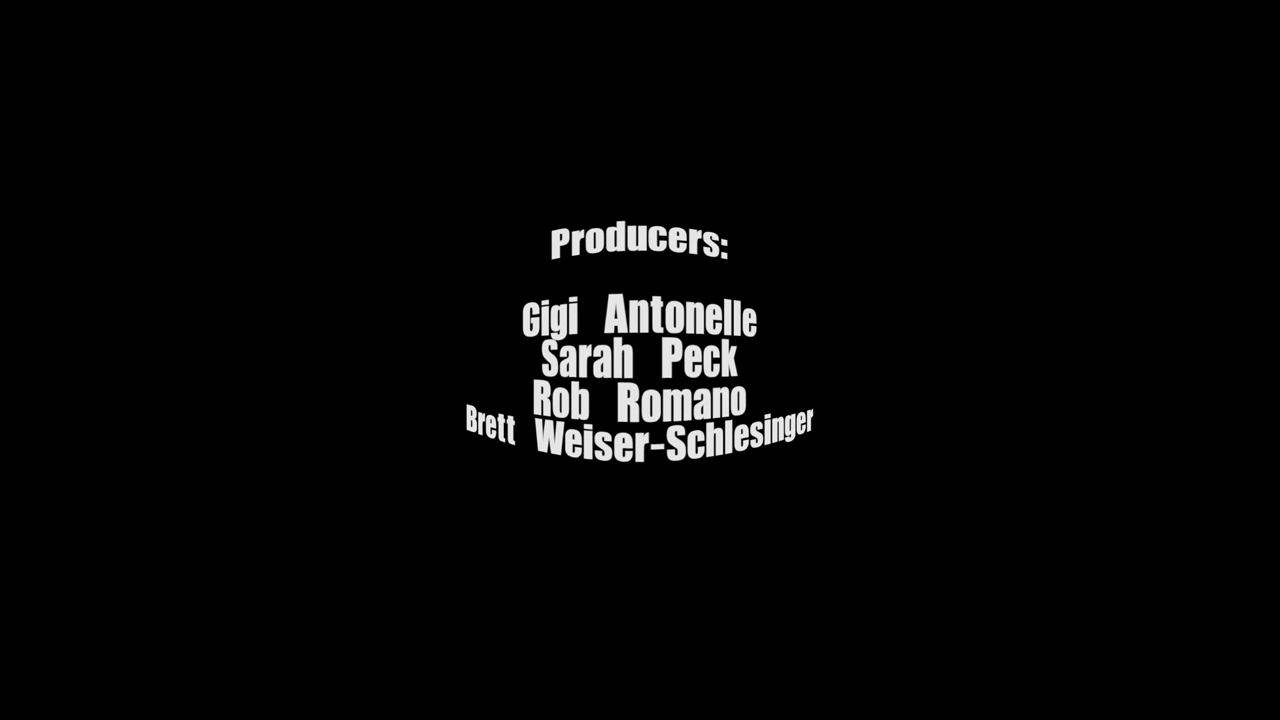 Producers:
Gigi Antonelle
Sarah Peck
Rob Romano
Brett Weiser-Schlesinger